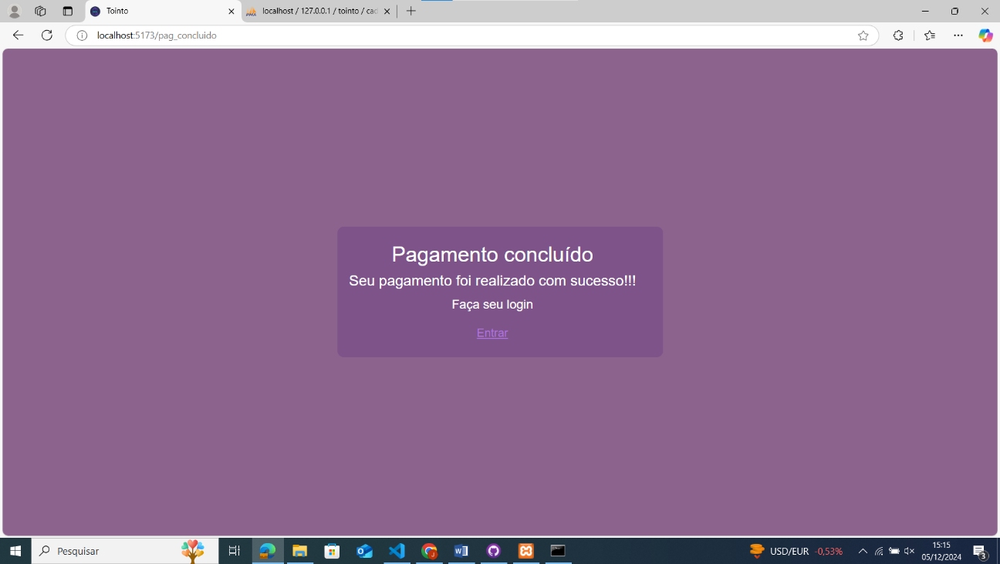 Tointo
localhost / 127.0.0.1 / tointo / cad
localhost:5173/pag_concluido
Pagamento concluído
Seu pagamento foi realizado com sucesso!!!
Faça seu login
Entrar
Pesquisar
USD/EUR -0,53%
15:15
05/12/2024
3